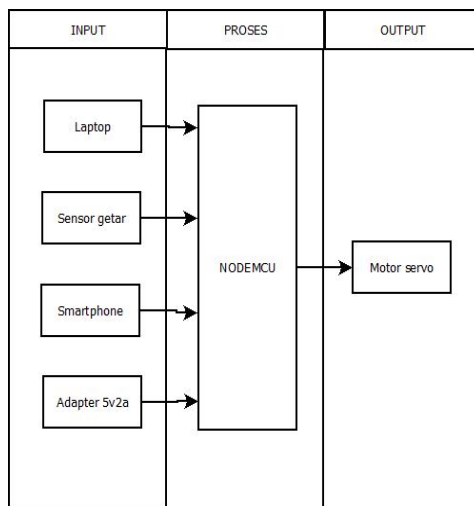 INPUT
PROSES
OUTPUT
Laptop
Sensor getar
Smartphone
Adapter 5v2a
NODEMCU
Motor servo